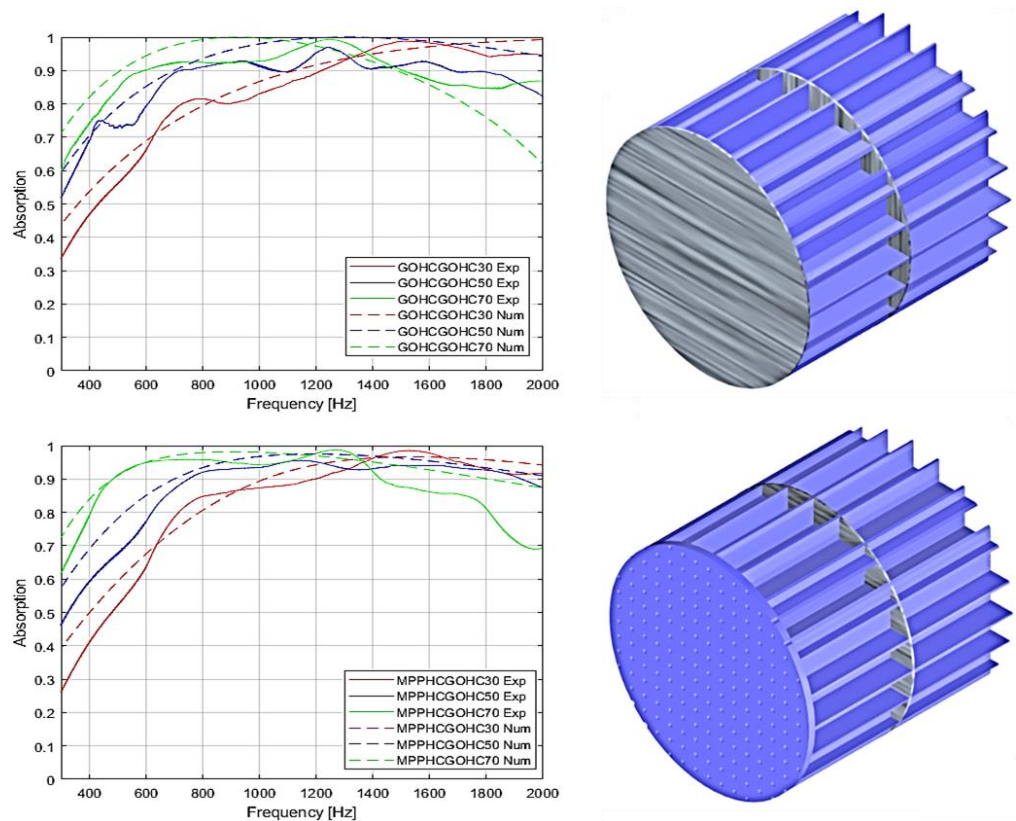 1
0.9
0.8
0.7
0.6
0.5
0.4
0.3
0.2
0.1
0
Absorption
GOHCGOHC30 Exp
GOHCGOHC50 Exp
GOHCGOHC70 Exp
GOHCGOHC30 Num
GOHCGOHC50 Num
GOHCGOHC70 Num
400 600 800 1000 1200 1400 1600 1800 2000
Frequency [Hz]
1
0.9
0.8
0.7
0.6
0.5
0.4
0.3
0.2
0.1
0
Absorption
MPPHCGOHC30 Exp
MPPHCGOHC50 Exp
MPPHCGOHC70 Exp
MPPHCGOHC30 Num
MPPHCGOHC50 Num
MPPHCGOHC70 Num
400 600 800 1000 1200 1400 1600 1800 2000
Frequency [Hz]